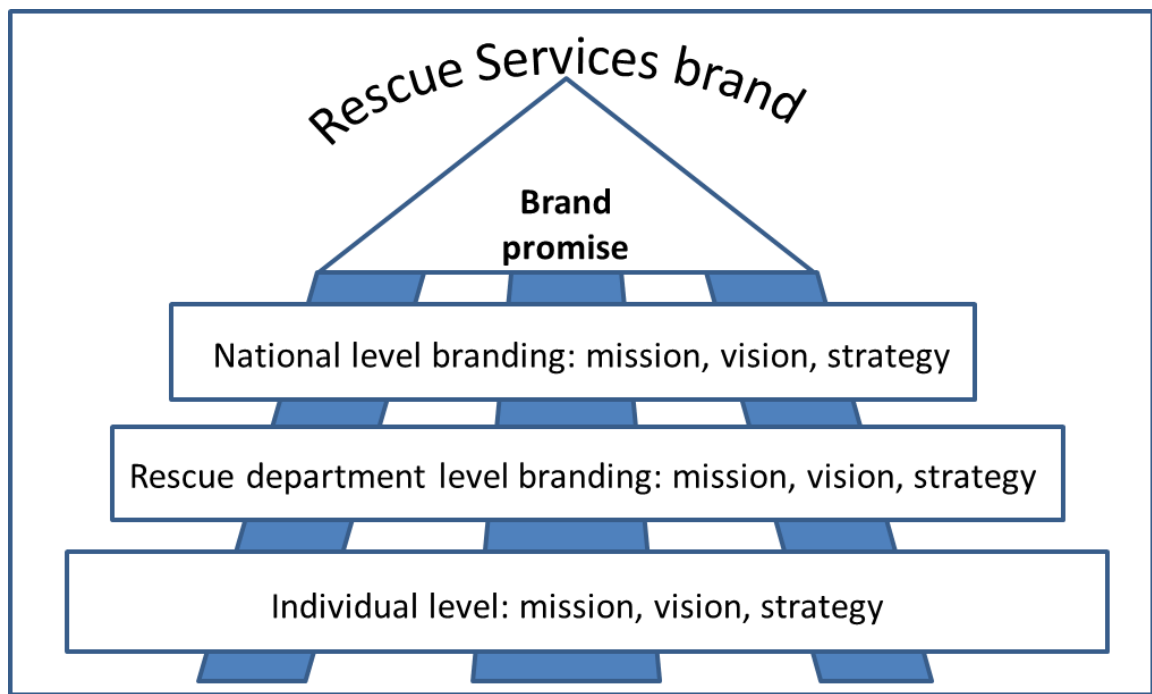 Rescue Services brand
Brand
promise
National level branding: mission, vision, strategy
Rescue department level branding: mission, vision, strategy
Individual level: mission, vision, strategy